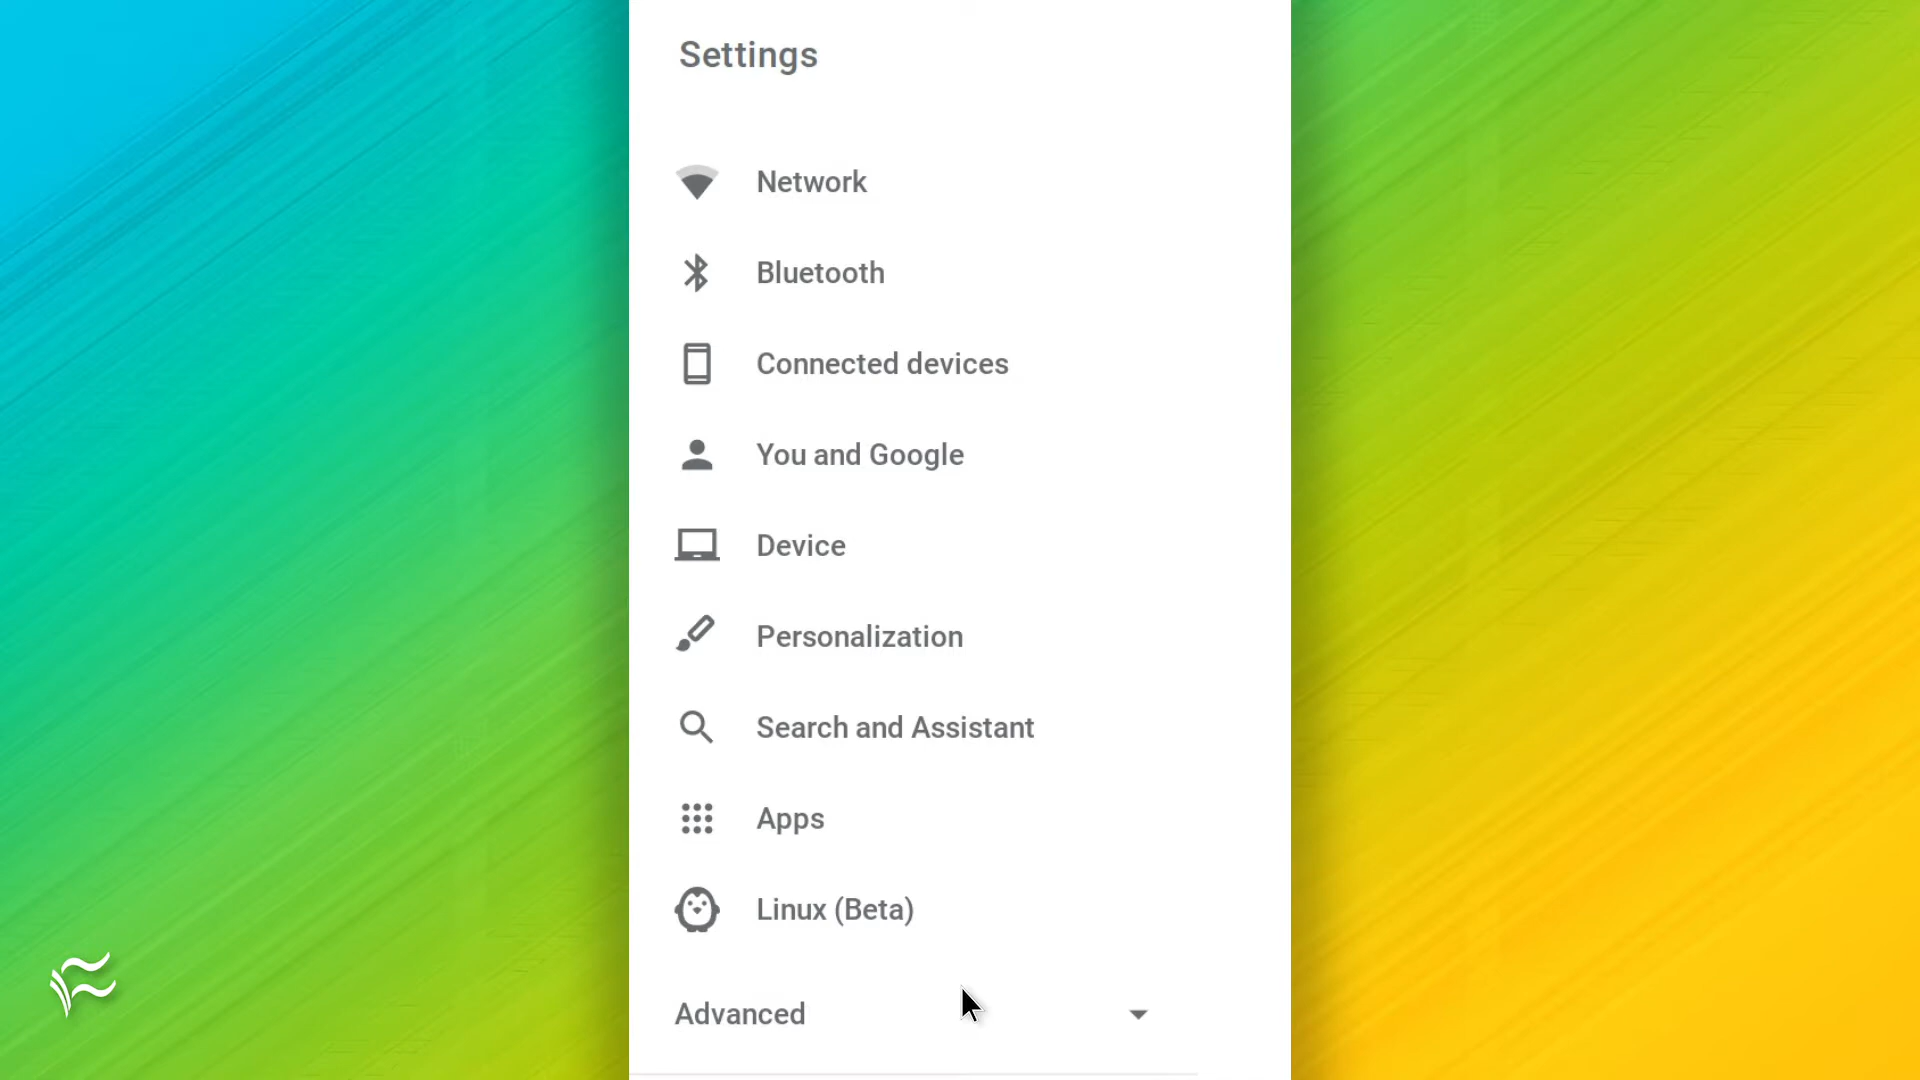 Settings
Network
Bluetooth
Connected devices
You and Google
Device
Personalization
Search and Assistant
Apps
Linux (Beta)
Advanced